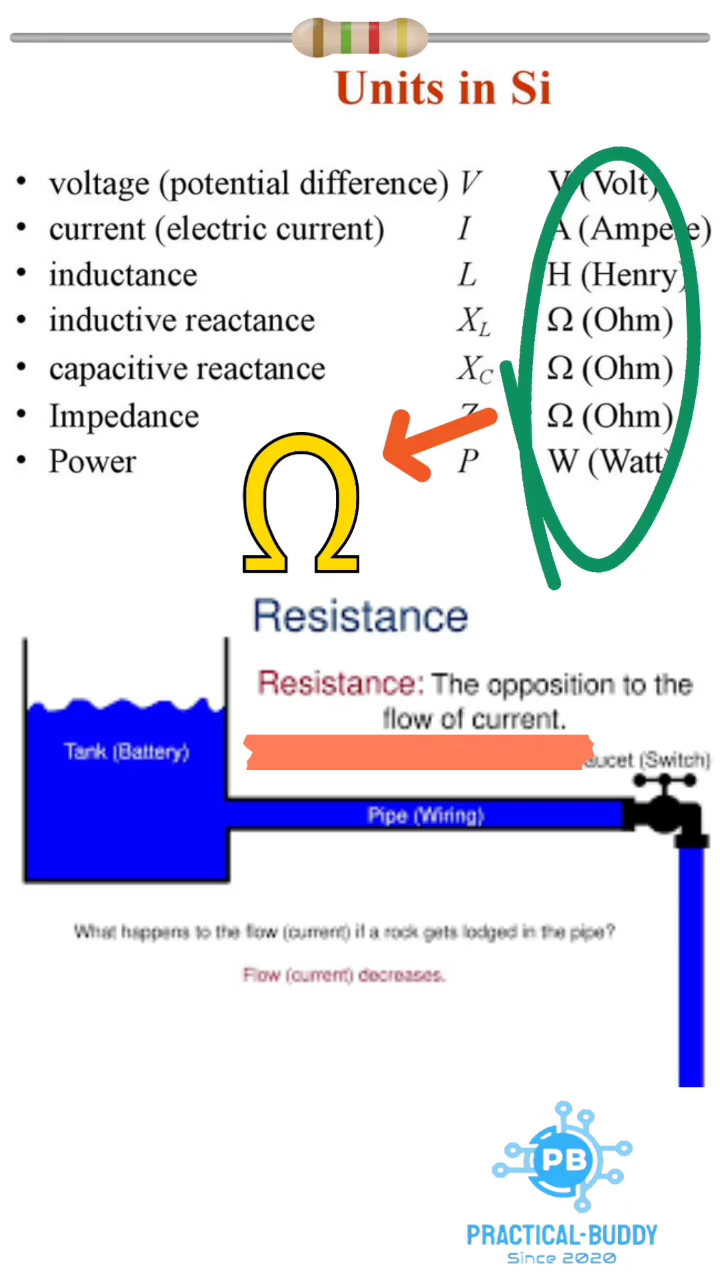 Units in Si
• voltage (potential difference) V V (Volt)
• current (electric current) I A (Ampere)
• inductance L H (Henry)
• inductive reactance X_L Ω (Ohm)
• capacitive reactance X_C Ω (Ohm)
• Impedance Z Ω (Ohm)
• Power P W (Watt)
Ω
Resistance
Resistance: The opposition to the
flow of current.
Tank (Battery)
aucet (Switch)
Pipe (Wiring)
What happens to the flow (current) if a rock gets lodged in the pipe?
Flow (current) decreases.
PB
PRACTICAL-BUDDY
Since 2020